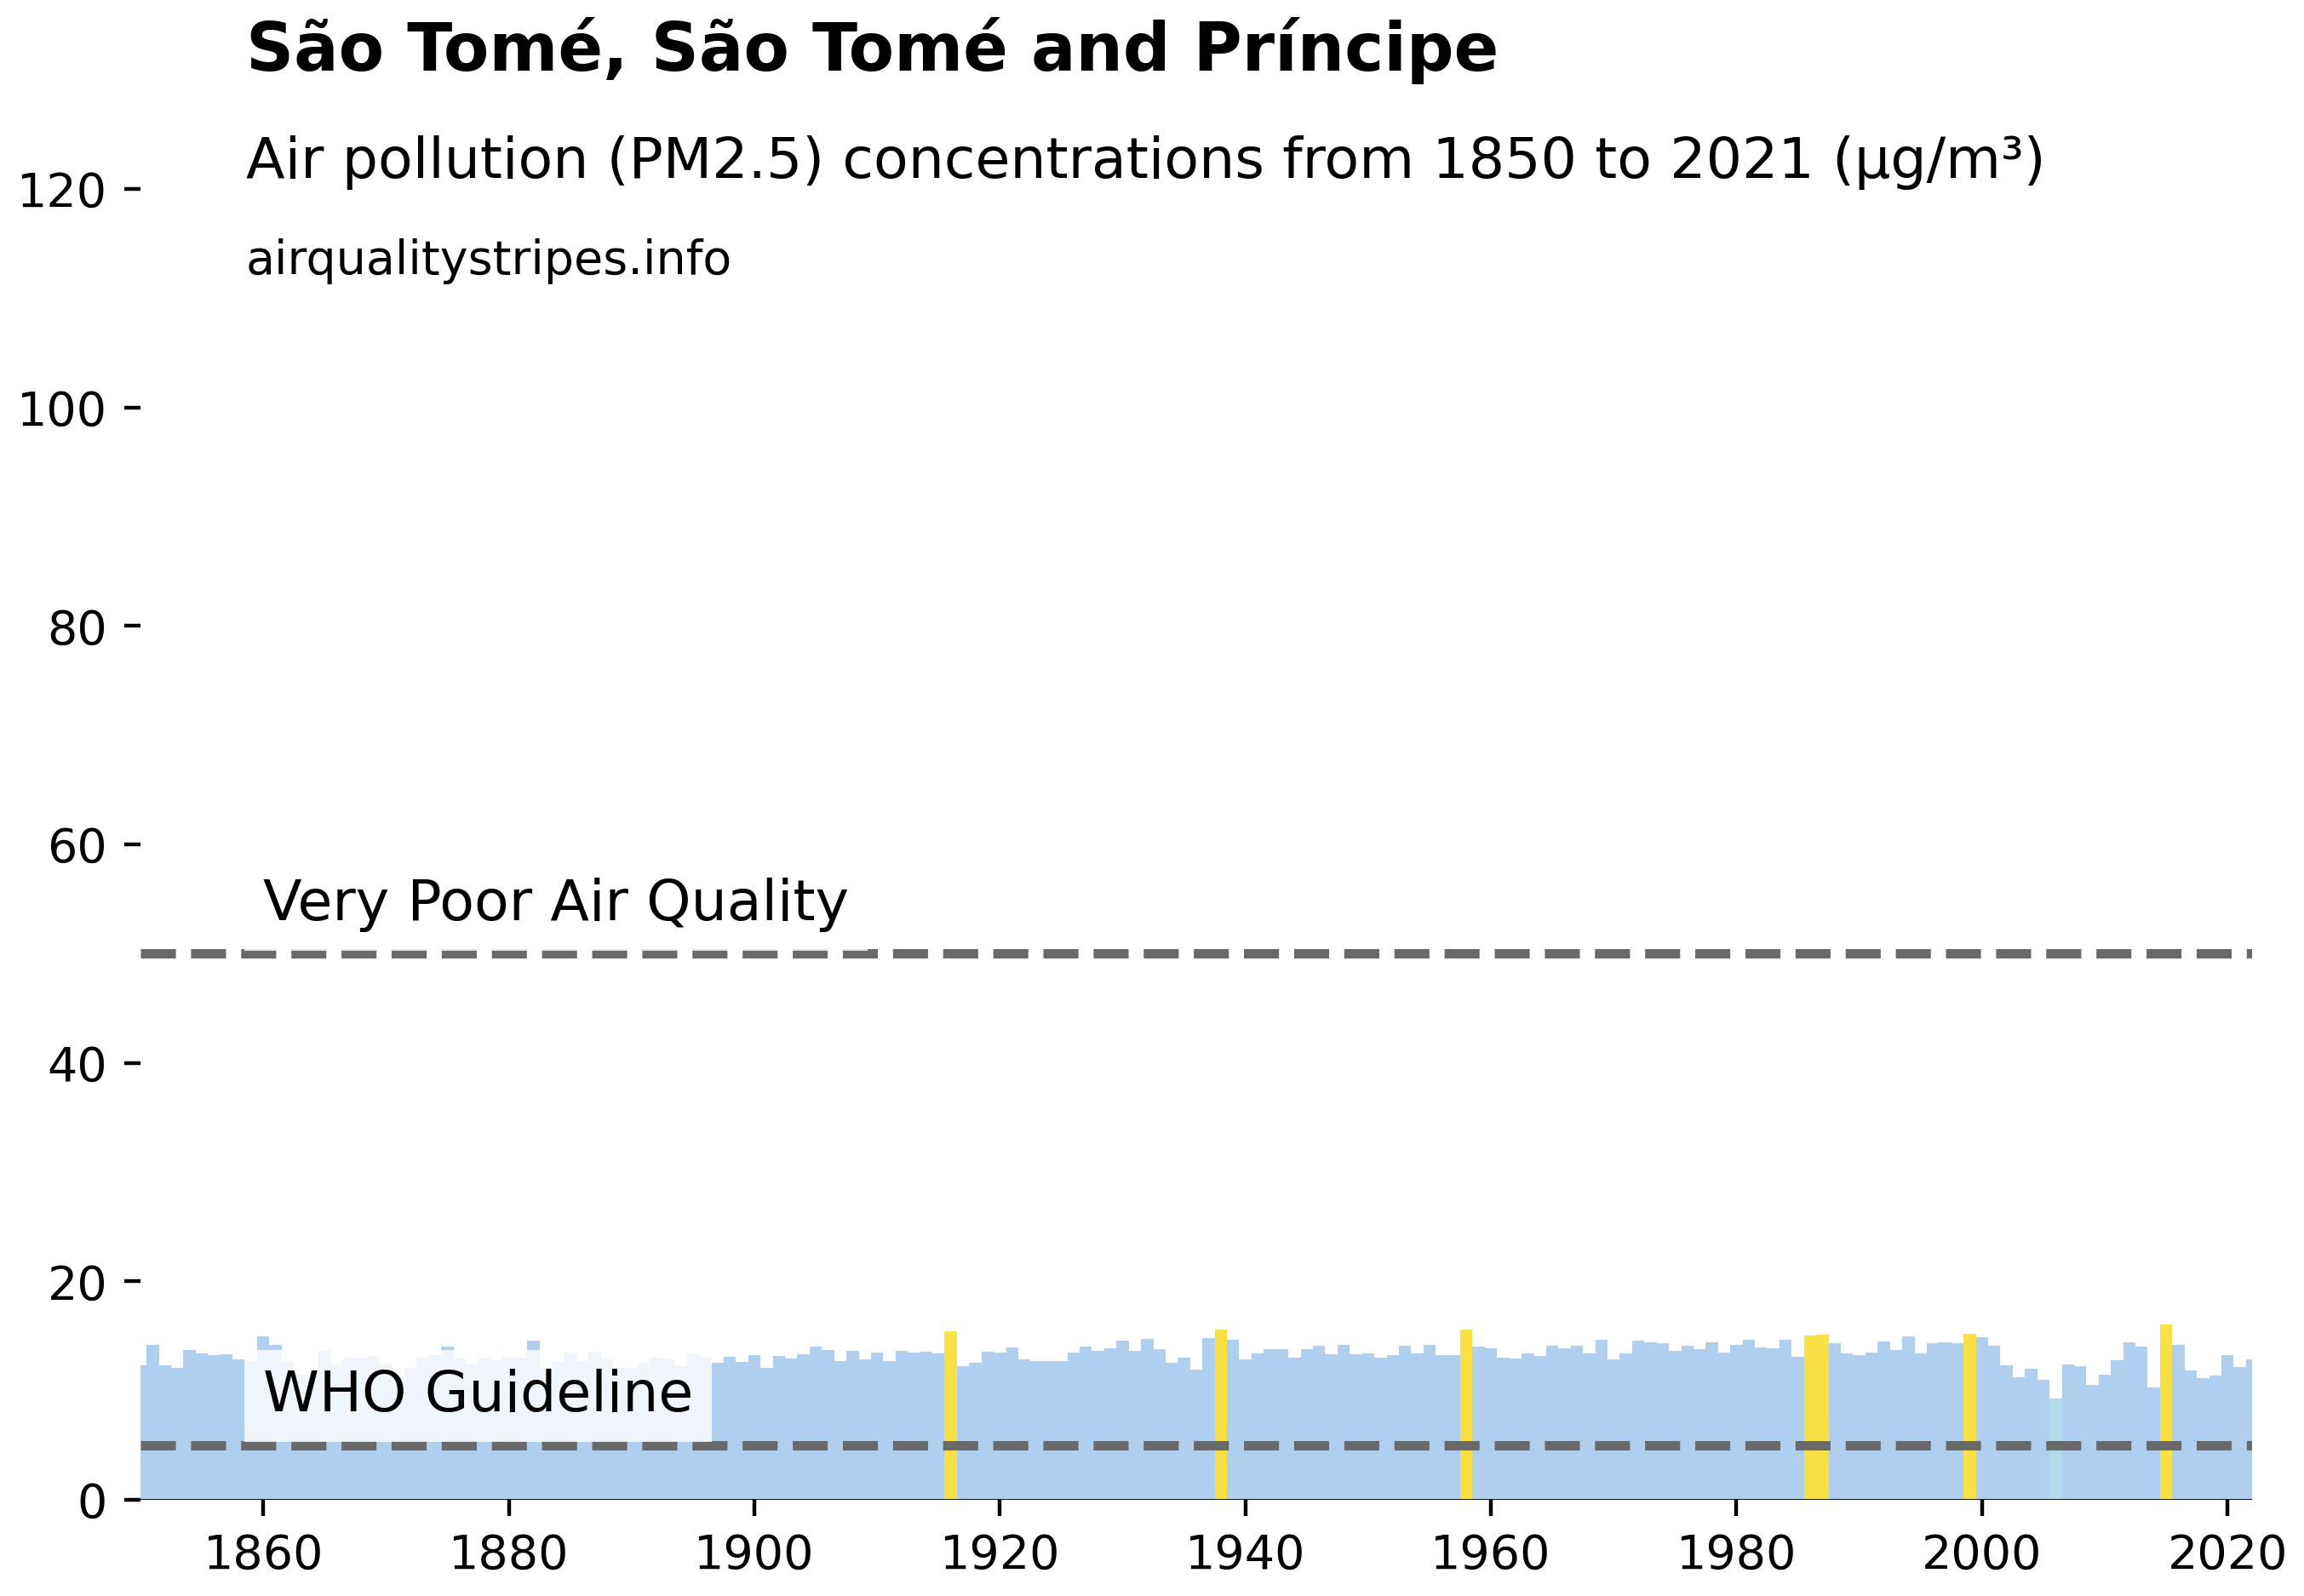 São Tomé, São Tomé and Príncipe
Air pollution (PM2.5) concentrations from 1850 to 2021 (µg/m³)
airqualitystripes.info
120
100
80
60
Very Poor Air Quality
40
20
WHO Guideline
0
1860 1880 1900 1920 1940 1960 1980 2000 2020